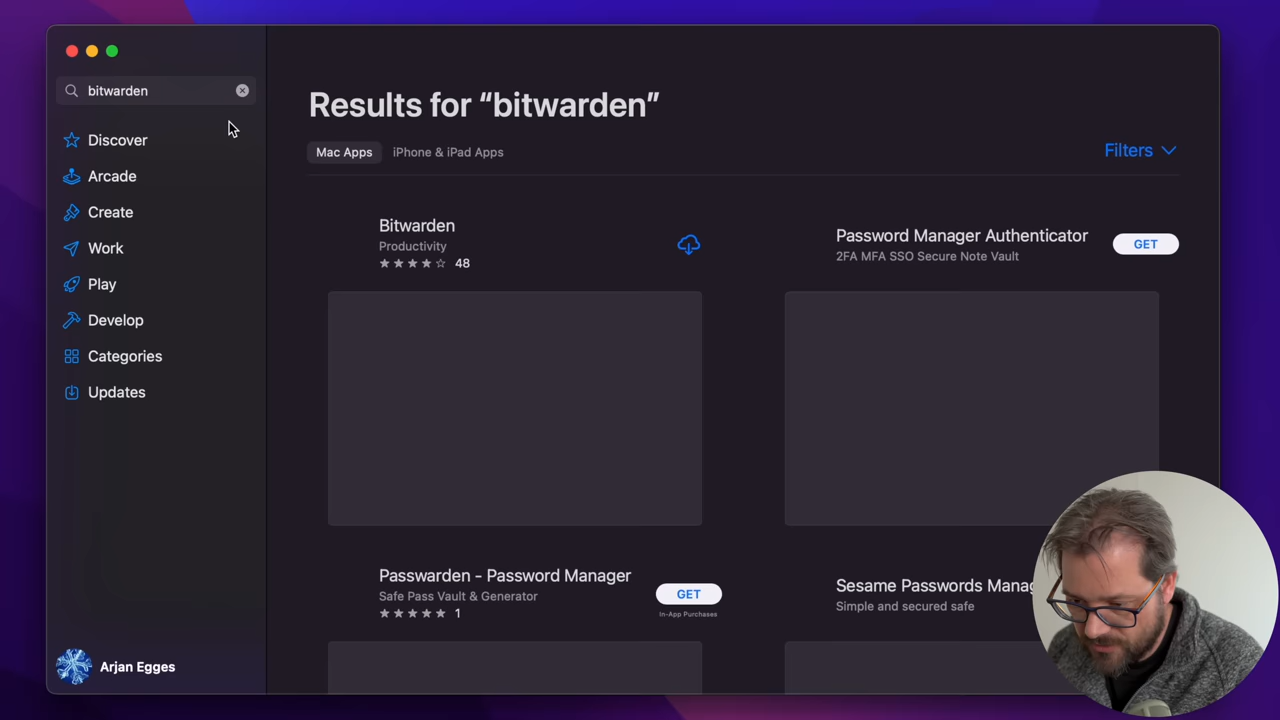 bitwarden
Discover
Arcade
Create
Work
Play
Develop
Categories
Updates
Arjan Egges
Results for “bitwarden”
Mac Apps
iPhone & iPad Apps
Filters
Bitwarden
Productivity
48
Password Manager Authenticator
2FA MFA SSO Secure Note Vault
GET
Passwarden - Password Manager
Safe Pass Vault & Generator
1
GET
In-App Purchases
Sesame Passwords
Simple and secured safe